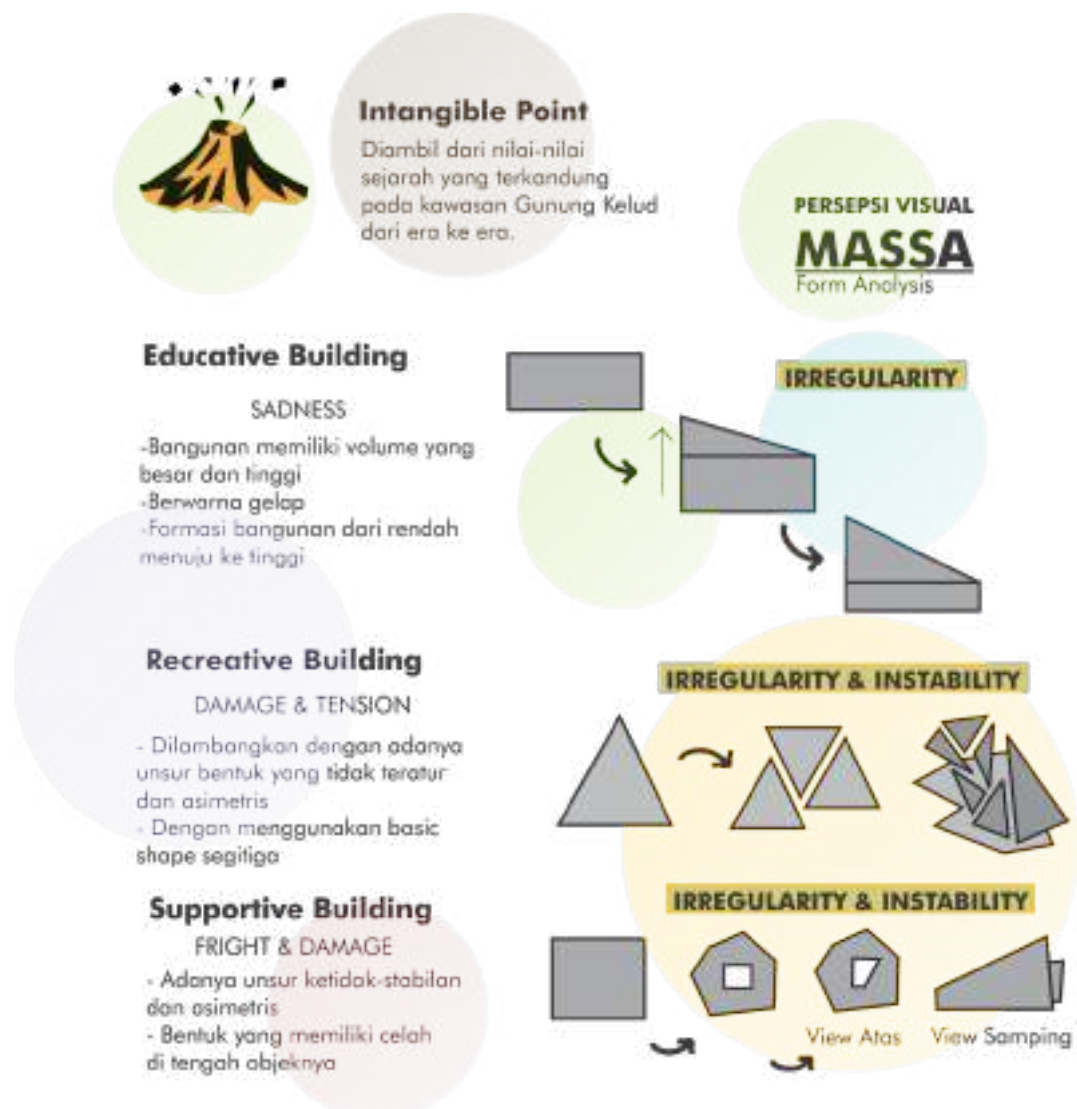 Intangible Point
Diambil dari nilai-nilai
sejarah yang terkandung
pada kawasan Gunung Kelud
dari era ke era.
PERSEPSI VISUAL
MASSA
Form Analysis
Educative Building
SADNESS
-Bangunan memiliki volume yang
besar dan tinggi
-Berwarna gelap
-Formasi bangunan dari rendah
menuju ke tinggi
IRREGULARITY
Recreative Building
DAMAGE & TENSION
- Dilambangkan dengan adanya
unsur bentuk yang tidak teratur
dan asimetris
- Dengan menggunakan basic
shape segitiga
IRREGULARITY & INSTABILITY
Supportive Building
FRIGHT & DAMAGE
- Adanya unsur ketidak-stabilan
dan asimetris
- Bentuk yang memiliki celah
di tengah objeknya
IRREGULARITY & INSTABILITY
View Atas
View Samping